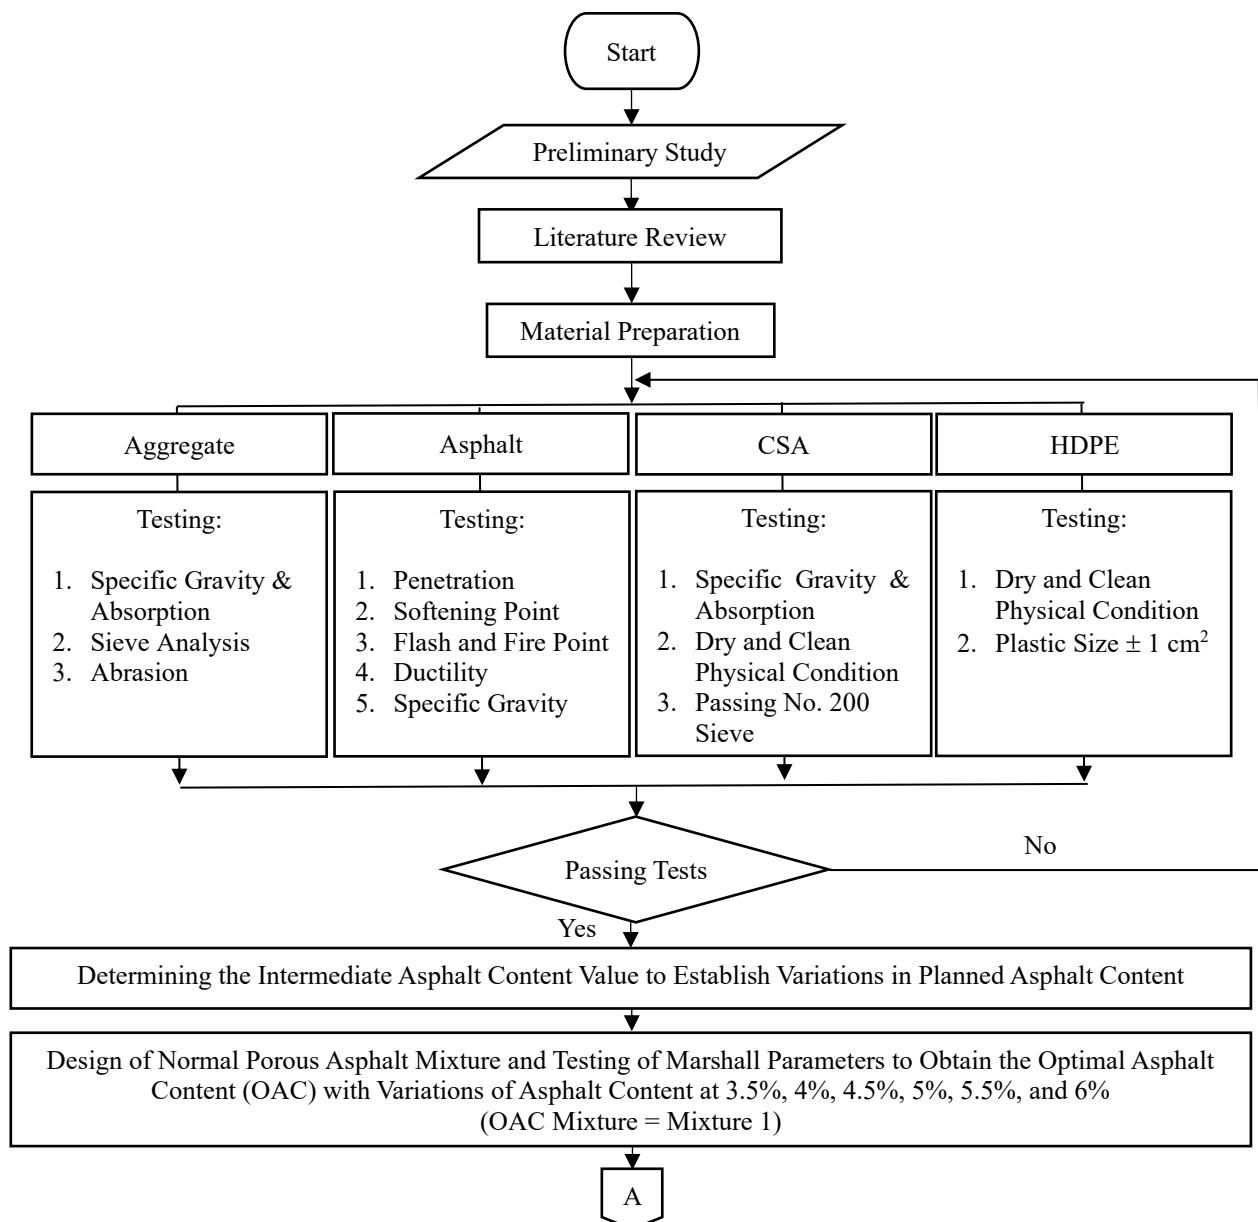 Start
Preliminary Study
Literature Review
Material Preparation
Aggregate
Asphalt
CSA
HDPE
Testing:
1. Specific Gravity &
Absorption
2. Sieve Analysis
3. Abrasion
Testing:
1. Penetration
2. Softening Point
3. Flash and Fire Point
4. Ductility
5. Specific Gravity
Testing:
1. Specific Gravity &
Absorption
2. Dry and Clean
Physical Condition
3. Passing No. 200
Sieve
Testing:
1. Dry and Clean
Physical Condition
2. Plastic Size ± 1 cm²
Passing Tests
No
Yes
Determining the Intermediate Asphalt Content Value to Establish Variations in Planned Asphalt Content
Design of Normal Porous Asphalt Mixture and Testing of Marshall Parameters to Obtain the Optimal Asphalt
Content (OAC) with Variations of Asphalt Content at 3.5%, 4%, 4.5%, 5%, 5.5%, and 6%
(OAC Mixture = Mixture 1)
A